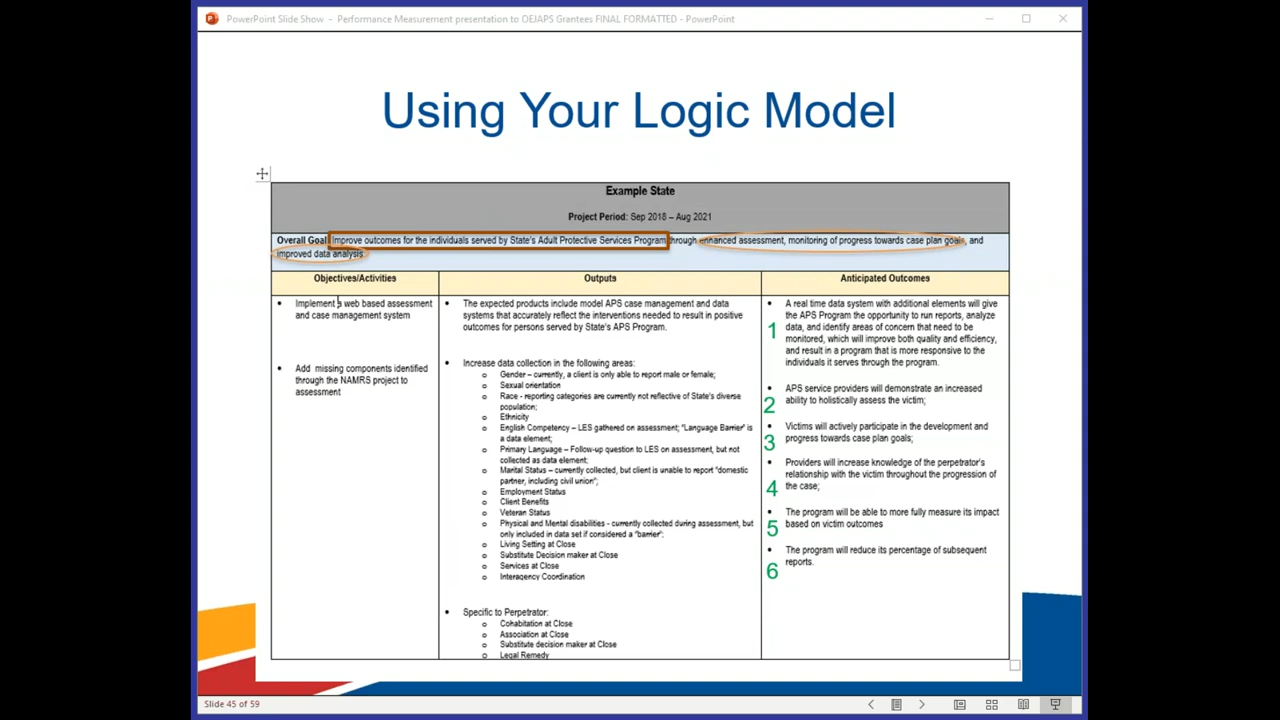 PowerPoint Slide Show - Performance Measurement presentation to OEJAPS Grantees FINAL FORMATTED - PowerPoint
Using Your Logic Model
Example State
Project Period: Sep 2018 – Aug 2021
Overall Goal: Improve outcomes for the individuals served by State's Adult Protective Services Program through enhanced assessment, monitoring of progress towards case plan goals, and
improved data analysis
Objectives/Activities
Outputs
Anticipated Outcomes
• Implement a web based assessment
and case management system
• Add missing components identified
through the NAMRS project to
assessment
• The expected products include model APS case management and data
systems that accurately reflect the interventions needed to result in positive
outcomes for persons served by State's APS Program.
• Increase data collection in the following areas:
o Gender – currently, a client is only able to report male or female;
o Sexual orientation
o Race - reporting categories are currently not reflective of State's diverse
population;
o Ethnicity
o English Competency – LES gathered on assessment; "Language Barrier" is
a data element;
o Primary Language – Follow-up question to LES on assessment, but not
collected as data element;
o Marital Status – currently collected, but client is unable to report "domestic
partner, including civil union";
o Employment Status
o Client Benefits
o Veteran Status
o Physical and Mental disabilities - currently collected during assessment, but
only included in data set if considered a "barrier";
o Living Setting at Close
o Substitute Decision maker at Close
o Services at Close
o Interagency Coordination
• Specific to Perpetrator:
o Cohabitation at Close
o Association at Close
o Substitute decision maker at Close
o Legal Remedy
• A real time data system with additional elements will give
the APS Program the opportunity to run reports, analyze
1 data, and identify areas of concern that need to be
monitored, which will improve both quality and efficiency,
and result in a program that is more responsive to the
individuals it serves through the program.
• APS service providers will demonstrate an increased
2 ability to holistically assess the victim;
• Victims will actively participate in the development and
3 progress towards case plan goals;
• Providers will increase knowledge of the perpetrator's
relationship with the victim throughout the progression of
4 the case;
• The program will be able to more fully measure its impact
5 based on victim outcomes
• The program will reduce its percentage of subsequent
6 reports.
Slide 45 of 59